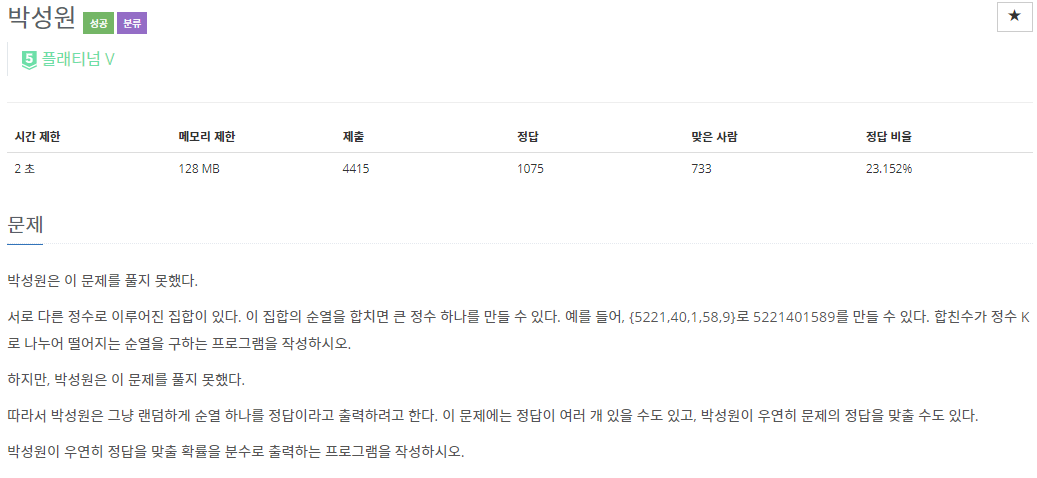 박성원 성공 분류
★
5 플래티넘 V
시간 제한 메모리 제한 제출 정답 맞은 사람 정답 비율
2 초 128 MB 4415 1075 733 23.152%
문제
박성원은 이 문제를 풀지 못했다.
서로 다른 정수로 이루어진 집합이 있다. 이 집합의 순열을 합치면 큰 정수 하나를 만들 수 있다. 예를 들어, {5221,40,1,58,9}로 5221401589를 만들 수 있다. 합친수가 정수 K
로 나누어 떨어지는 순열을 구하는 프로그램을 작성하시오.
하지만, 박성원은 이 문제를 풀지 못했다.
따라서 박성원은 그냥 랜덤하게 순열 하나를 정답이라고 출력하려고 한다. 이 문제에는 정답이 여러 개 있을 수도 있고, 박성원이 우연히 문제의 정답을 맞출 수도 있다.
박성원이 우연히 정답을 맞출 확률을 분수로 출력하는 프로그램을 작성하시오.